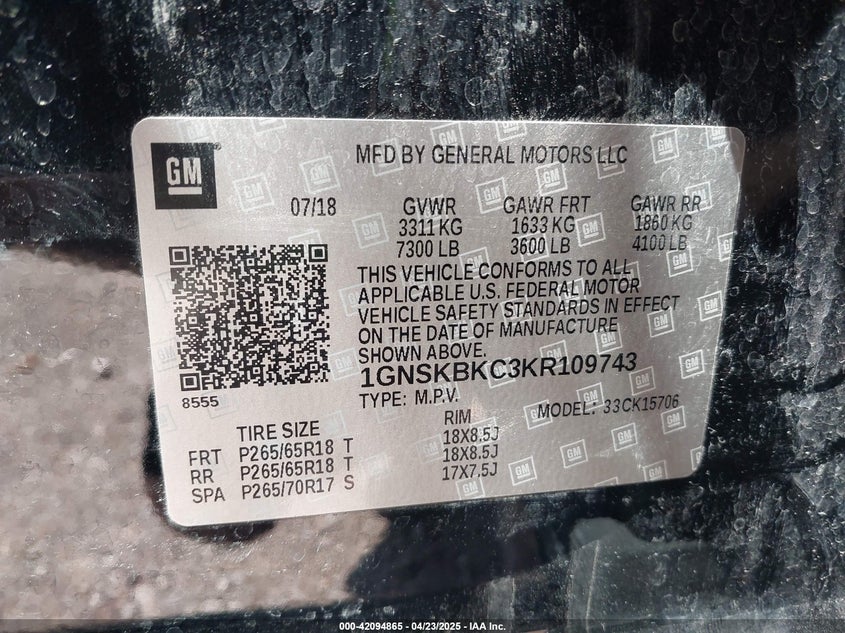 GM
MFD BY GENERAL MOTORS LLC
07/18 GVWR GAWR FRT GAWR RR
3311 KG 1633 KG 1860 KG
7300 LB 3600 LB 4100 LB
THIS VEHICLE CONFORMS TO ALL
APPLICABLE U.S. FEDERAL MOTOR
VEHICLE SAFETY STANDARDS IN EFFECT
ON THE DATE OF MANUFACTURE
SHOWN ABOVE.
1GNSKBKC3KR109743
8555
TYPE: M.P.V. MODEL: 33CK15706
TIRE SIZE RIM
FRT P265/65R18 T 18X8.5J
RR P265/65R18 T 18X8.5J
SPA P265/70R17 S 17X7.5J
000-42094865 - 04/23/2025 - IAA Inc.